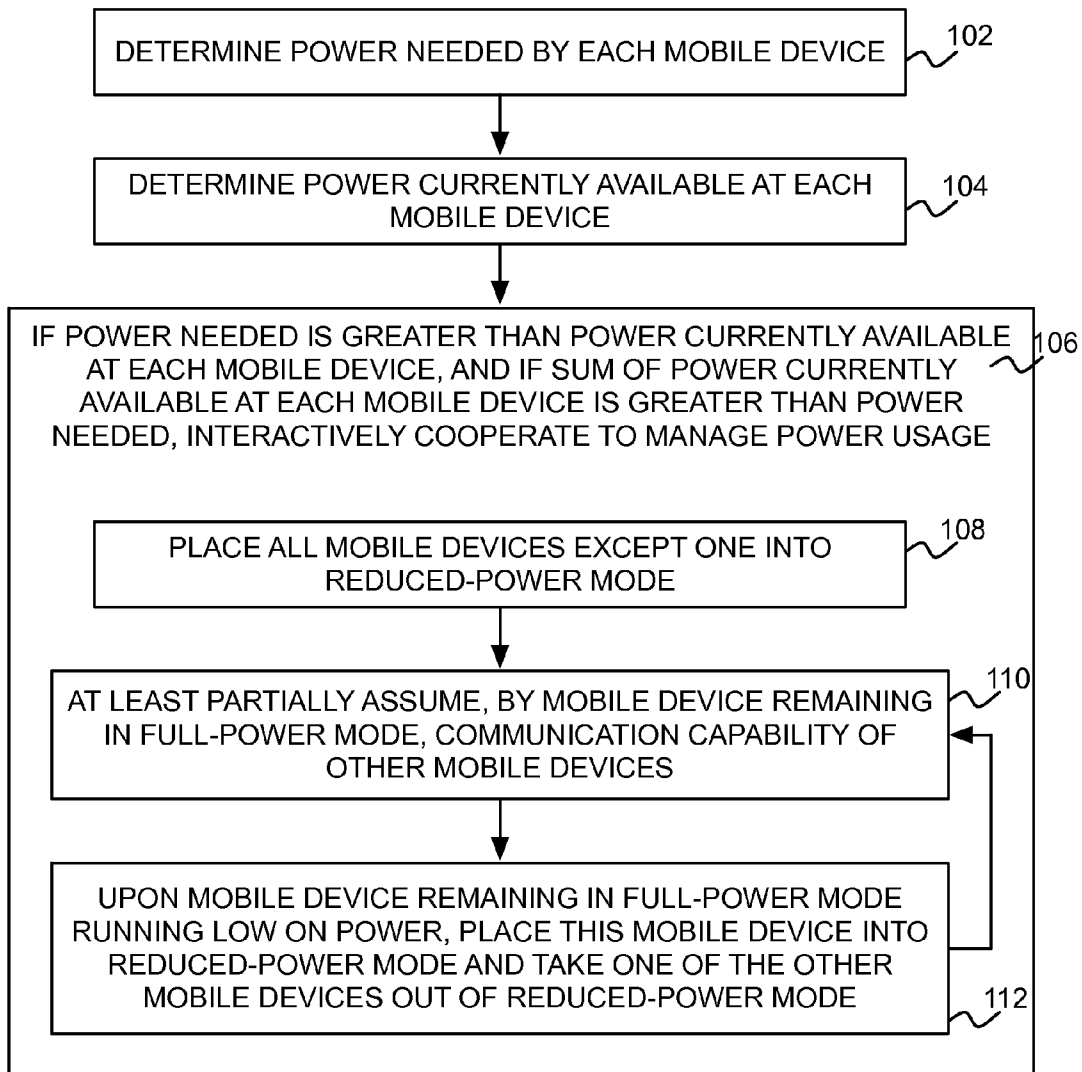 DETERMINE POWER NEEDED BY EACH MOBILE DEVICE
102
DETERMINE POWER CURRENTLY AVAILABLE AT EACH
MOBILE DEVICE
104
IF POWER NEEDED IS GREATER THAN POWER CURRENTLY AVAILABLE
AT EACH MOBILE DEVICE, AND IF SUM OF POWER CURRENTLY
AVAILABLE AT EACH MOBILE DEVICE IS GREATER THAN POWER
NEEDED, INTERACTIVELY COOPERATE TO MANAGE POWER USAGE
106
PLACE ALL MOBILE DEVICES EXCEPT ONE INTO
REDUCED-POWER MODE
108
AT LEAST PARTIALLY ASSUME, BY MOBILE DEVICE REMAINING
IN FULL-POWER MODE, COMMUNICATION CAPABILITY OF
OTHER MOBILE DEVICES
110
UPON MOBILE DEVICE REMAINING IN FULL-POWER MODE
RUNNING LOW ON POWER, PLACE THIS MOBILE DEVICE INTO
REDUCED-POWER MODE AND TAKE ONE OF THE OTHER
MOBILE DEVICES OUT OF REDUCED-POWER MODE
112